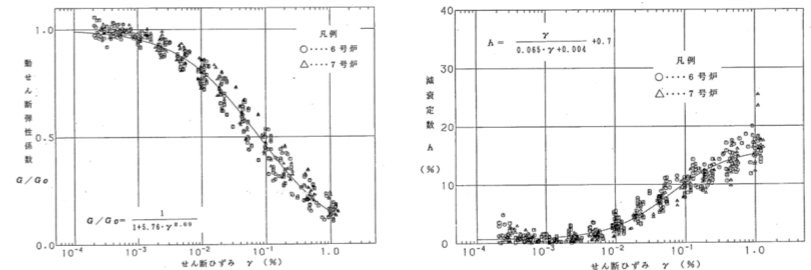 動せん断弾性係数
G/G₀
1.0
0.5
0.0
凡例
○‥‥6号炉
△‥‥7号炉
G/G₀= 1 / 1+5.76・γ^0.80
10⁻⁴ 10⁻³ 10⁻² 10⁻¹ 1.0
せん断ひずみ γ (%)
減衰定数
h
(%)
40
30
20
10
0
h = γ / 0.065・γ+0.004 +0.7
凡例
○‥‥6号炉
△‥‥7号炉
10⁻⁴ 10⁻³ 10⁻² 10⁻¹ 1.0
せん断ひずみ γ (%)